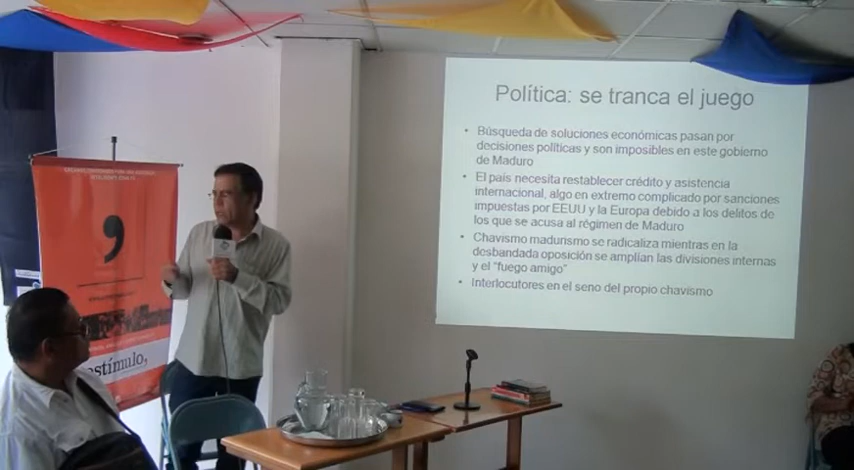 Política: se tranca el juego
• Búsqueda de soluciones económicas pasan por
decisiones políticas y son imposibles en este gobierno
de Maduro
• El país necesita restablecer crédito y asistencia
internacional, algo en extremo complicado por sanciones
impuestas por EEUU y la Europa debido a los delitos de
los que se acusa al régimen de Maduro
• Chavismo madurismo se radicaliza mientras en la
desbandada oposición se amplían las divisiones internas
y el "fuego amigo"
• Interlocutores en el seno del propio chavismo
estímulo,